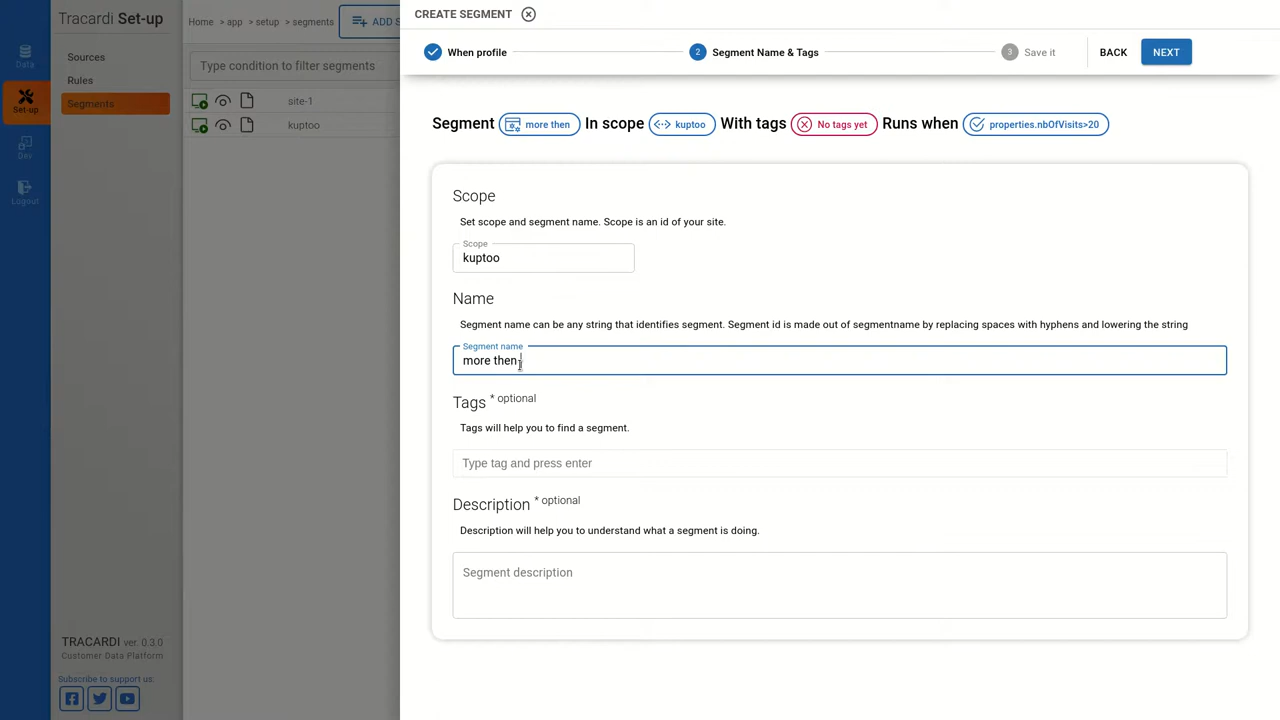 Tracardi Set-up
Data
Set-up
Dev
Logout
Sources
Rules
Segments
TRACARDI ver. 0.3.0
Customer Data Platform
Subscribe to support us:
Home > app > setup > segments
ADD S
Type condition to filter segments
site-1
kuptoo
CREATE SEGMENT
When profile
2 Segment Name & Tags
3 Save it
BACK
NEXT
Segment more then In scope kuptoo With tags No tags yet Runs when properties.nbOfVisits>20
Scope
Set scope and segment name. Scope is an id of your site.
Scope
kuptoo
Name
Segment name can be any string that identifies segment. Segment id is made out of segmentname by replacing spaces with hyphens and lowering the string
Segment name
more then
Tags * optional
Tags will help you to find a segment.
Type tag and press enter
Description * optional
Description will help you to understand what a segment is doing.
Segment description